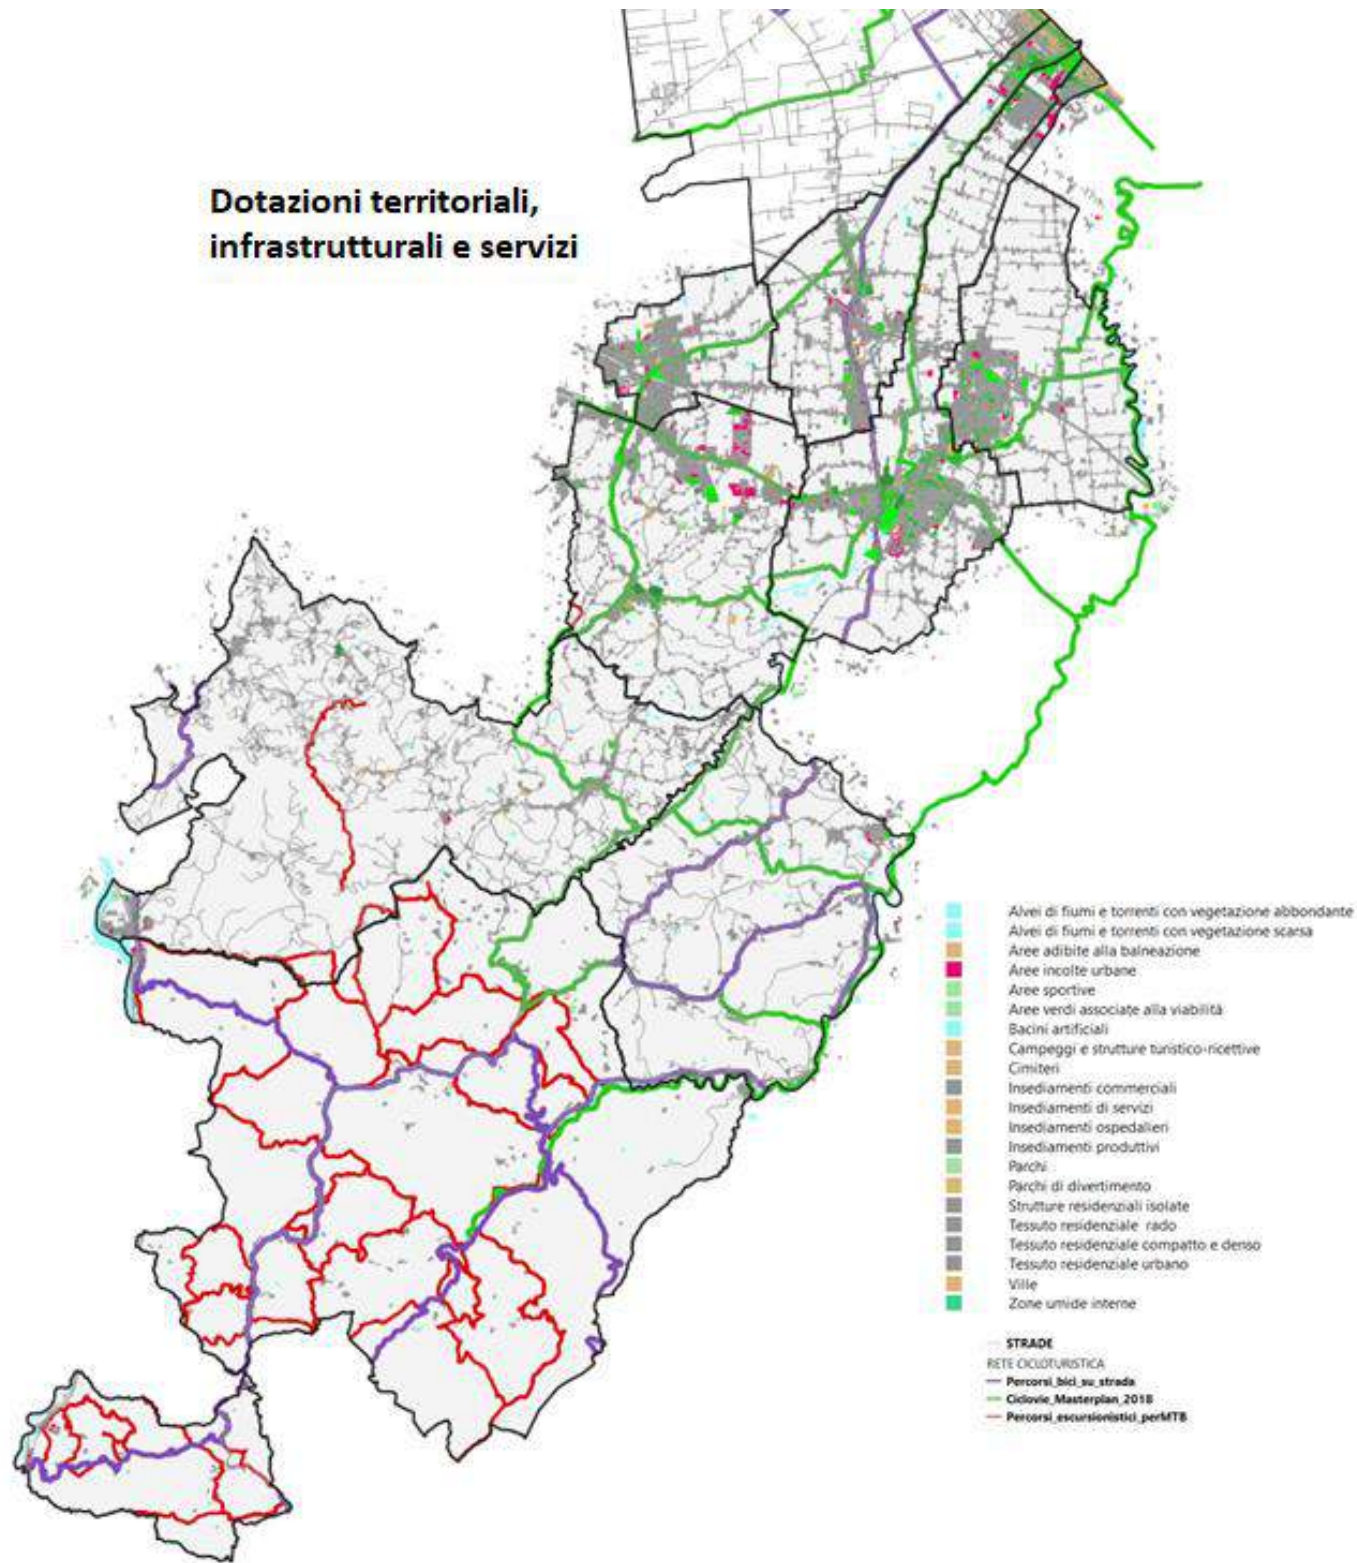 Dotazioni territoriali,
infrastrutturali e servizi
Alvei di fiumi e torrenti con vegetazione abbondante
Alvei di fiumi e torrenti con vegetazione scarsa
Aree adibite alla balneazione
Aree incolte urbane
Aree sportive
Aree verdi associate alla viabilità
Bacini artificiali
Campeggi e strutture turistico-ricettive
Cimiteri
Insediamenti commerciali
Insediamenti di servizi
Insediamenti ospedalieri
Insediamenti produttivi
Parchi
Parchi di divertimento
Strutture residenziali isolate
Tessuto residenziale rado
Tessuto residenziale compatto e denso
Tessuto residenziale urbano
Ville
Zone umide interne
STRADE
RETE CICLOTURISTICA
Percorsi_bici_su_strada
Ciclovie_Masterplan_2018
Percorsi_escursionistici_perMTB